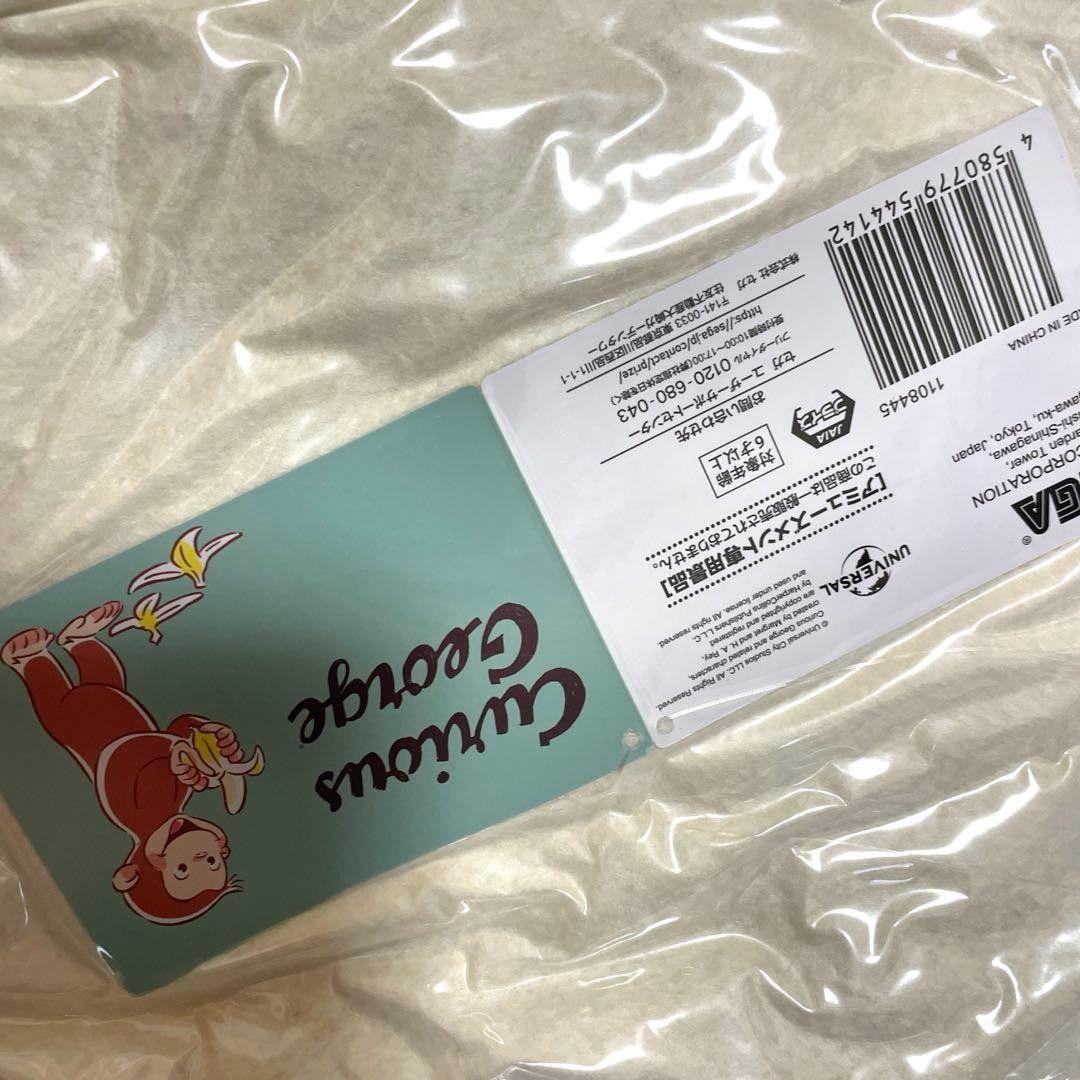 Curious
George
© Universal City Studios LLC. All Rights Reserved.
Curious George and related characters,
created by Margret and H. A. Rey,
are copyrighted and registered
by HarperCollins Publishers L.L.C.
and used under license. All rights reserved.
UNIVERSAL
GA®
CORPORATION
arden Tower,
shi-Shinagawa,
awa-ku, Tokyo, Japan
[アミューズメント専用景品]
この商品は一般販売されておりません。
対象年齢
6才以上
JAIA
プライズ
お問い合わせ先
セガ ユーザーサポートセンター
フリーダイヤル 0120-680-043
受付時間10:00~17:00(弊社指定休日を除く)
https://sega.jp/contact/prize/
〒141-0033 東京都品川区西品川1-1-1
住友不動産大崎ガーデンタワー
株式会社 セガ
1108445
DE IN CHINA
4 580779 544142